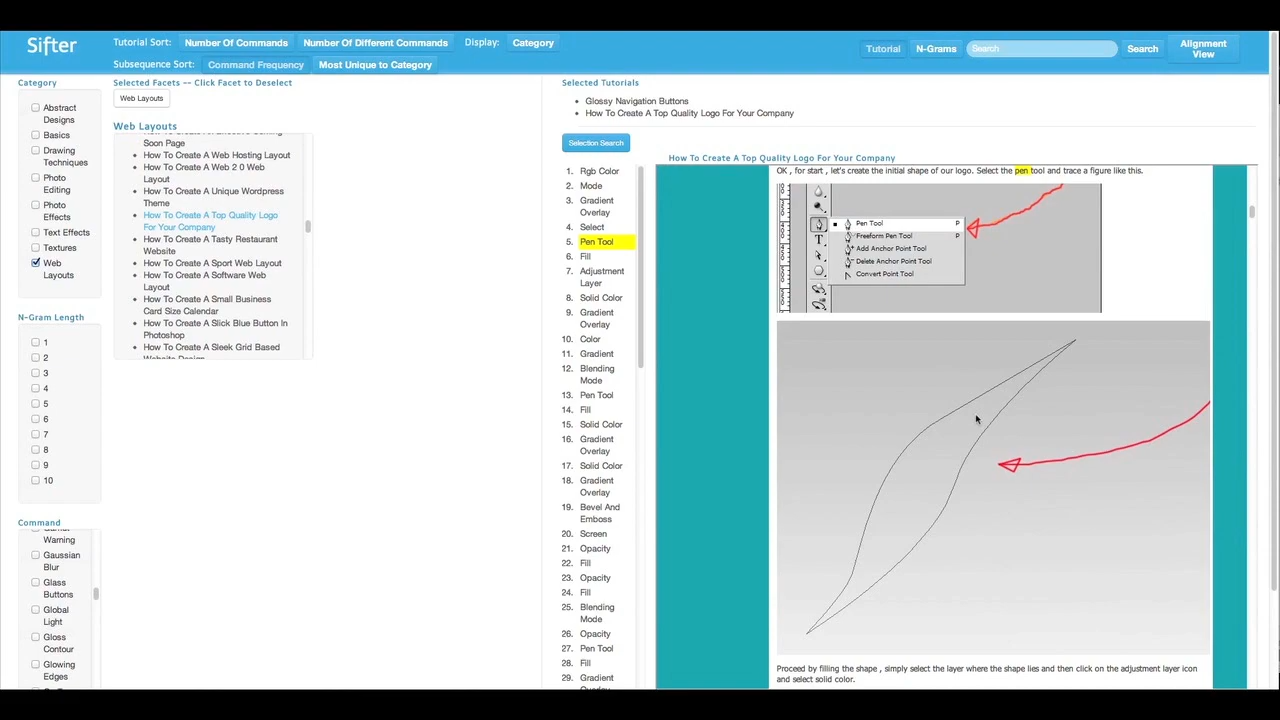 Sifter
Tutorial Sort:
Number Of Commands
Number Of Different Commands
Display:
Category
Tutorial
N-Grams
Search
Search
Alignment
View
Subsequence Sort:
Command Frequency
Most Unique to Category
Category
Abstract
Designs
Basics
Drawing
Techniques
Photo
Editing
Photo
Effects
Text Effects
Textures
Web
Layouts
N-Gram Length
1
2
3
4
5
6
7
8
9
10
Command
Warning
Gaussian
Blur
Glass
Buttons
Global
Light
Gloss
Contour
Glowing
Edges
Selected Facets -- Click Facet to Deselect
Web Layouts
Web Layouts
Soon Page
How To Create A Web Hosting Layout
How To Create A Web 2 0 Web
Layout
How To Create A Unique Wordpress
Theme
How To Create A Top Quality Logo
For Your Company
How To Create A Tasty Restaurant
Website
How To Create A Sport Web Layout
How To Create A Software Web
Layout
How To Create A Small Business
Card Size Calendar
How To Create A Slick Blue Button In
Photoshop
How To Create A Sleek Grid Based
Website Design
Selected Tutorials
Glossy Navigation Buttons
How To Create A Top Quality Logo For Your Company
Selection Search
1. Rgb Color
2. Mode
3. Gradient
Overlay
4. Select
5. Pen Tool
6. Fill
7. Adjustment
Layer
8. Solid Color
9. Gradient
Overlay
10. Color
11. Gradient
12. Blending
Mode
13. Pen Tool
14. Fill
15. Solid Color
16. Gradient
Overlay
17. Solid Color
18. Gradient
Overlay
19. Bevel And
Emboss
20. Screen
21. Opacity
22. Fill
23. Opacity
24. Fill
25. Blending
Mode
26. Opacity
27. Pen Tool
28. Fill
29. Gradient
Overlay
How To Create A Top Quality Logo For Your Company
OK , for start , let's create the initial shape of our logo. Select the pen tool and trace a figure like this.
Pen Tool P
Freeform Pen Tool P
Add Anchor Point Tool
Delete Anchor Point Tool
Convert Point Tool
Proceed by filling the shape , simply select the layer where the shape lies and then click on the adjustment layer icon
and select solid color.